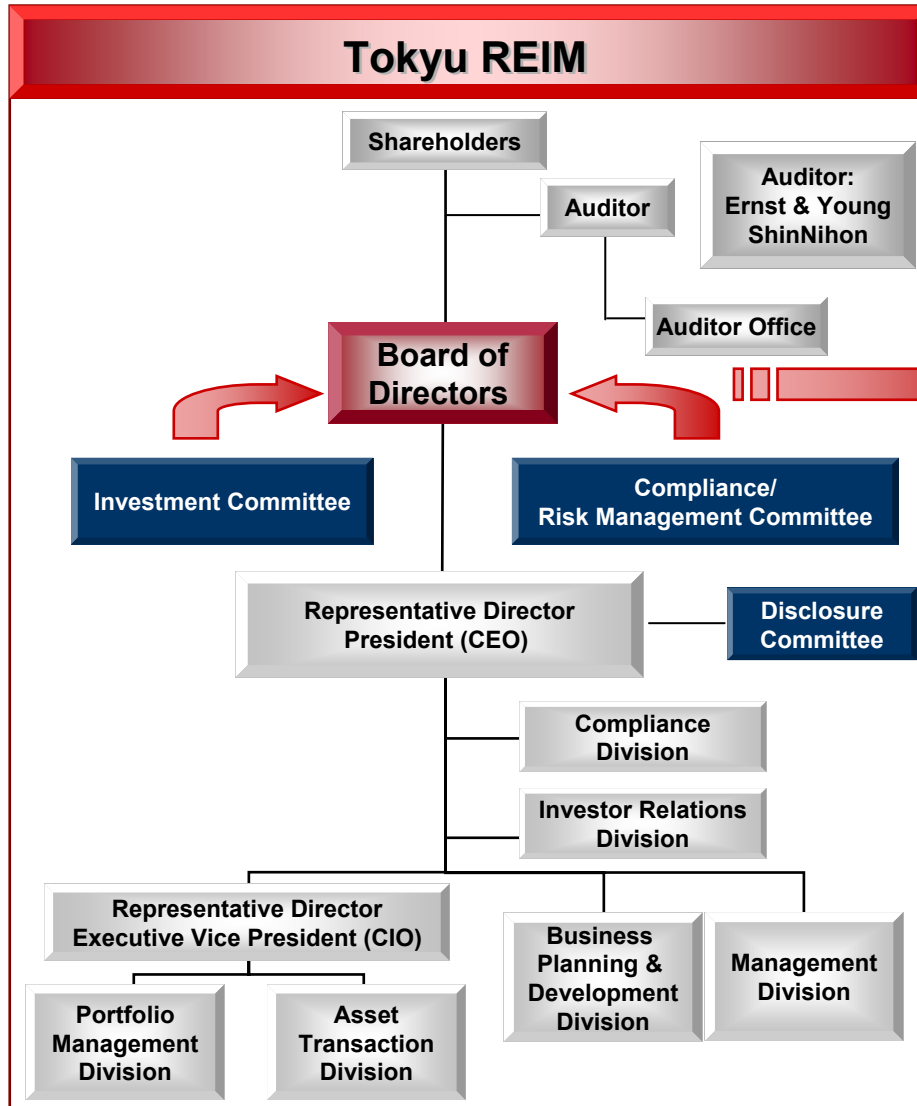 Tokyu REIM
Shareholders
Auditor
Auditor:
Ernst & Young
ShinNihon
Auditor Office
Board of
Directors
Investment Committee
Compliance/
Risk Management Committee
Representative Director
President (CEO)
Disclosure
Committee
Compliance
Division
Investor Relations
Division
Representative Director
Executive Vice President (CIO)
Business
Planning &
Development
Division
Management
Division
Portfolio
Management
Division
Asset
Transaction
Division